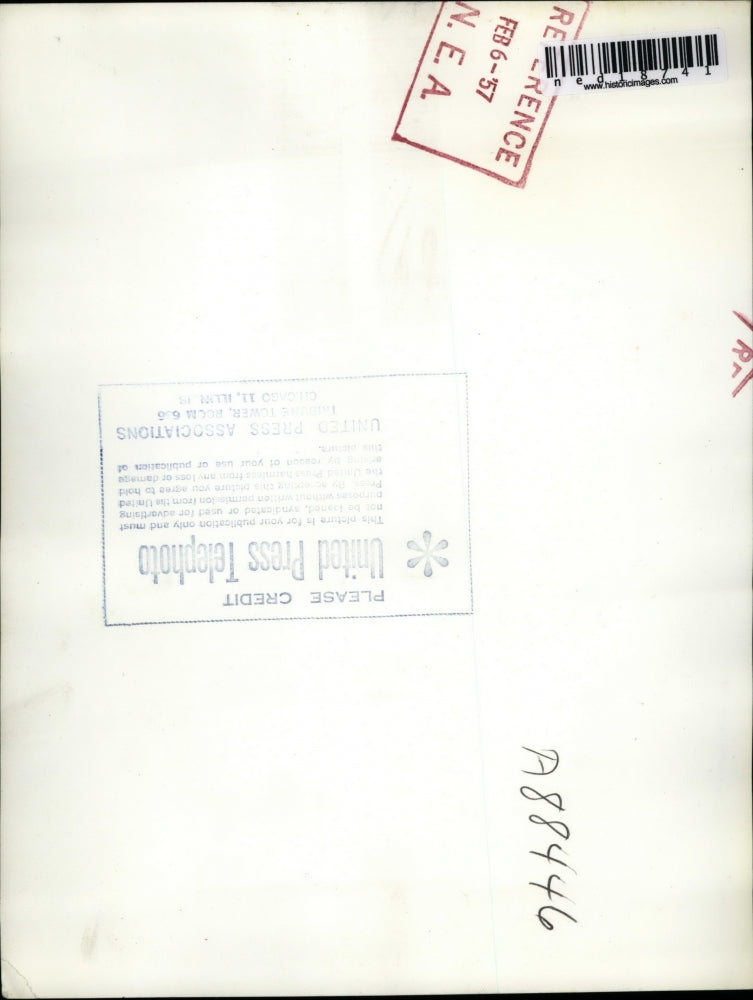 REFERENCE
FEB 6-'57
N. E. A.
ned18741
www.historicimages.com
PLEASE CREDIT
United Press Telephoto
This picture is for your publication only and must
not be loaned, syndicated or used for advertising
purposes without written permission from the United
Press. By accepting this picture you agree to hold
the United Press harmless from any loss or damage
arising by reason of your use or publication of
this picture.
UNITED PRESS ASSOCIATIONS
TRIBUNE TOWER, ROOM 636
CHICAGO 11, ILLINOIS
A88446